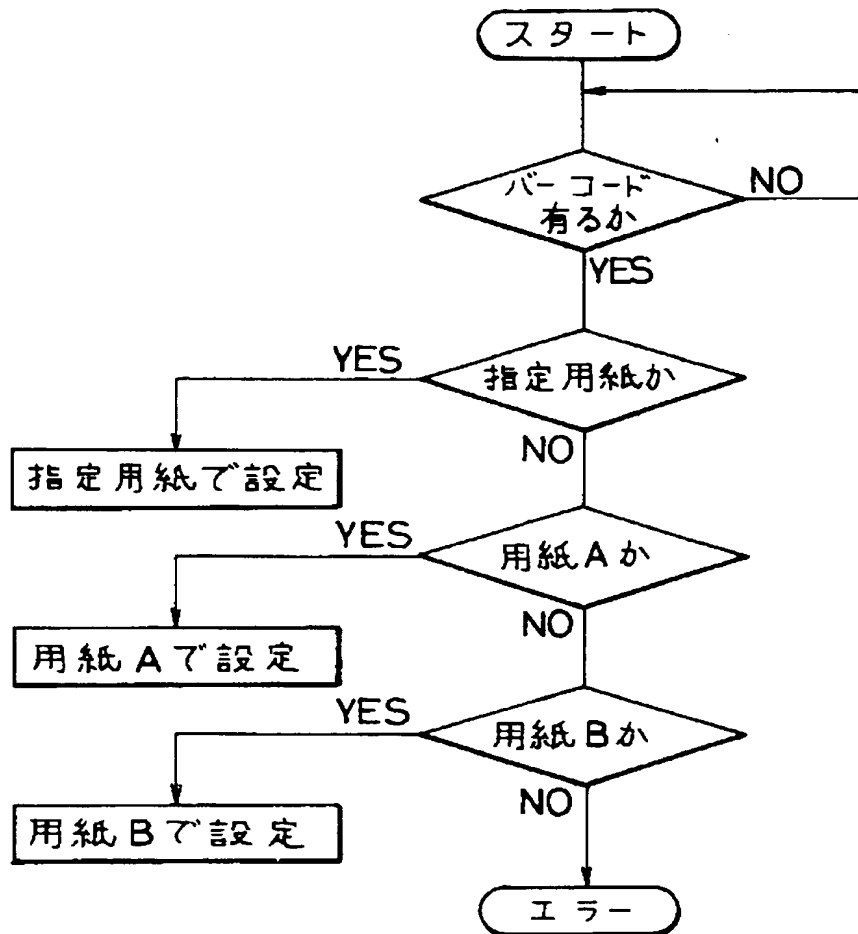 スタート
バーコード
有るか
NO
YES
YES
指定用紙か
NO
指定用紙で設定
YES
用紙Aか
NO
用紙Aで設定
YES
用紙Bか
NO
用紙Bで設定
エラー